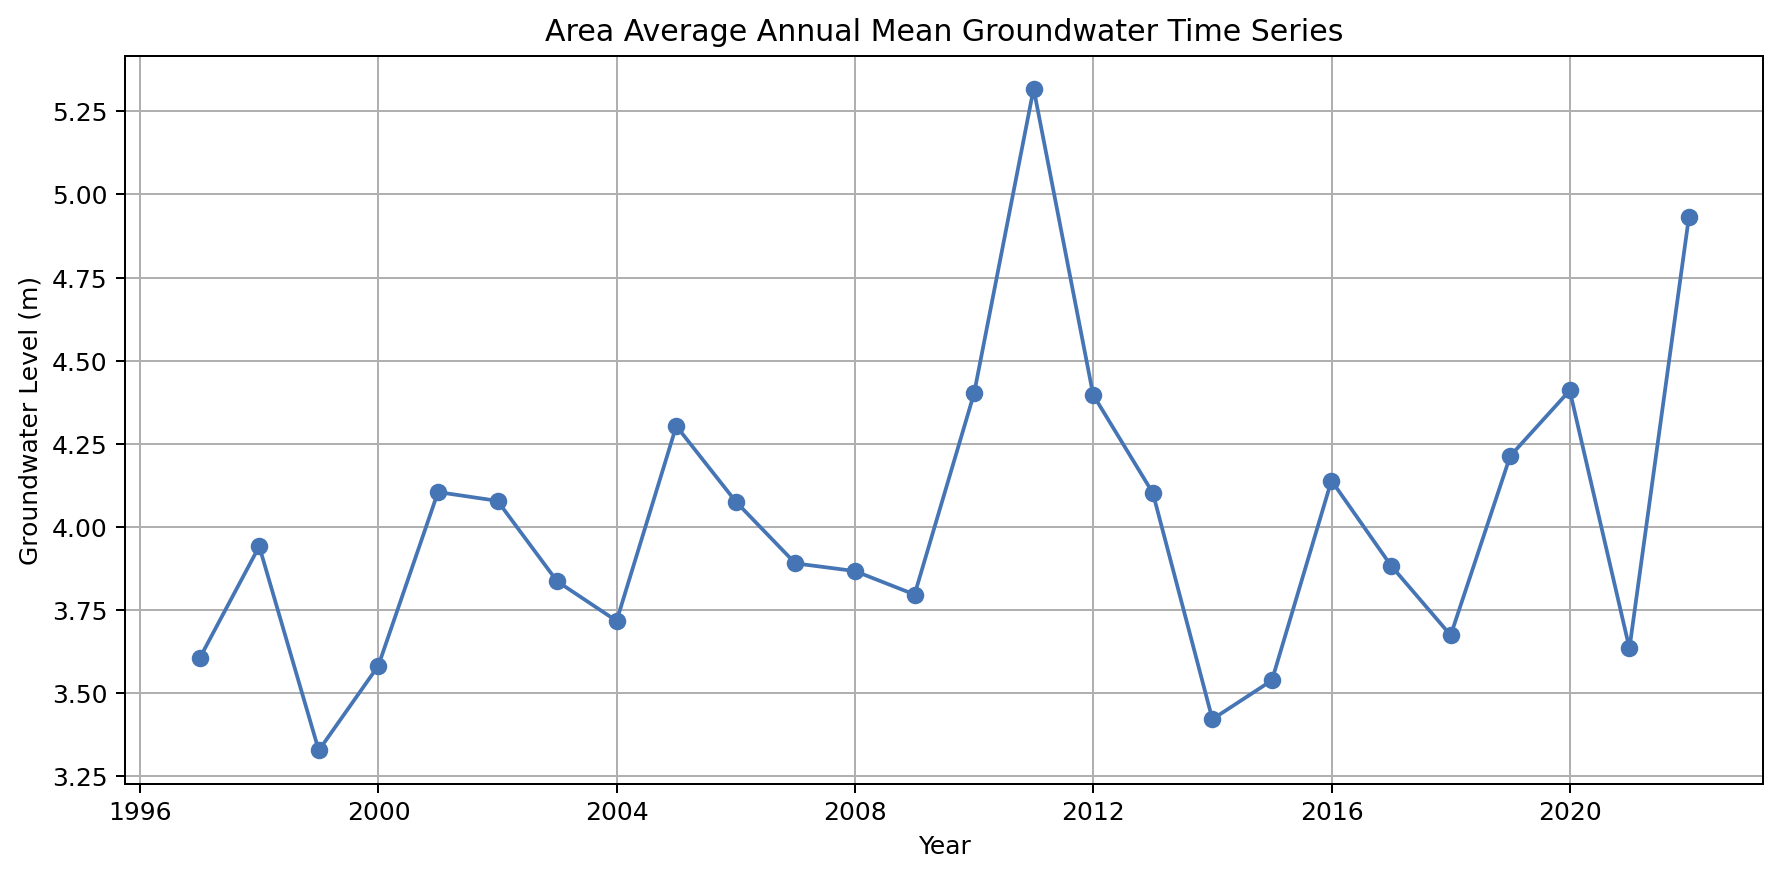 Area Average Annual Mean Groundwater Time Series
Groundwater Level (m)
5.25
5.00
4.75
4.50
4.25
4.00
3.75
3.50
3.25
1996 2000 2004 2008 2012 2016 2020
Year